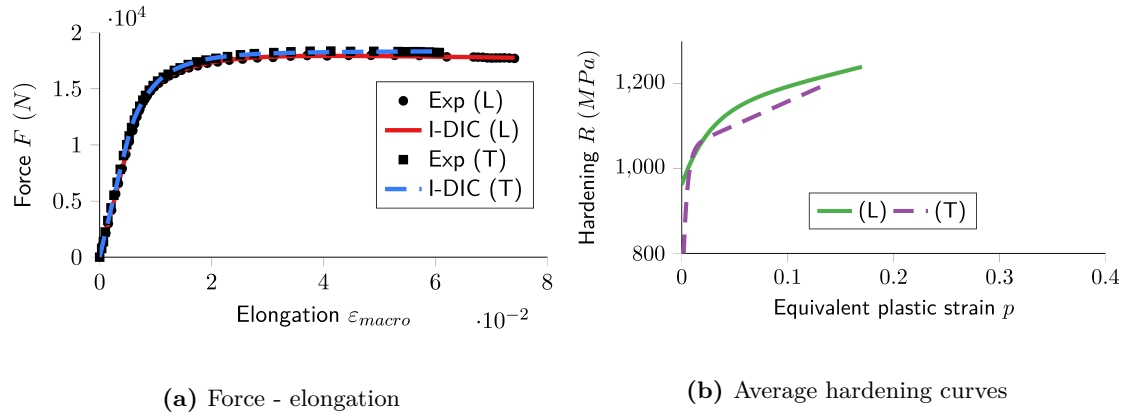 ·10⁴
2
1.5
1
0.5
0
0 2 4 6 8
Force F (N)
Elongation ε_macro
·10⁻²
Exp (L)
I-DIC (L)
Exp (T)
I-DIC (T)
(a) Force - elongation
1,200
1,000
800
0 0.1 0.2 0.3 0.4
Hardening R (MPa)
Equivalent plastic strain p
(L) (T)
(b) Average hardening curves